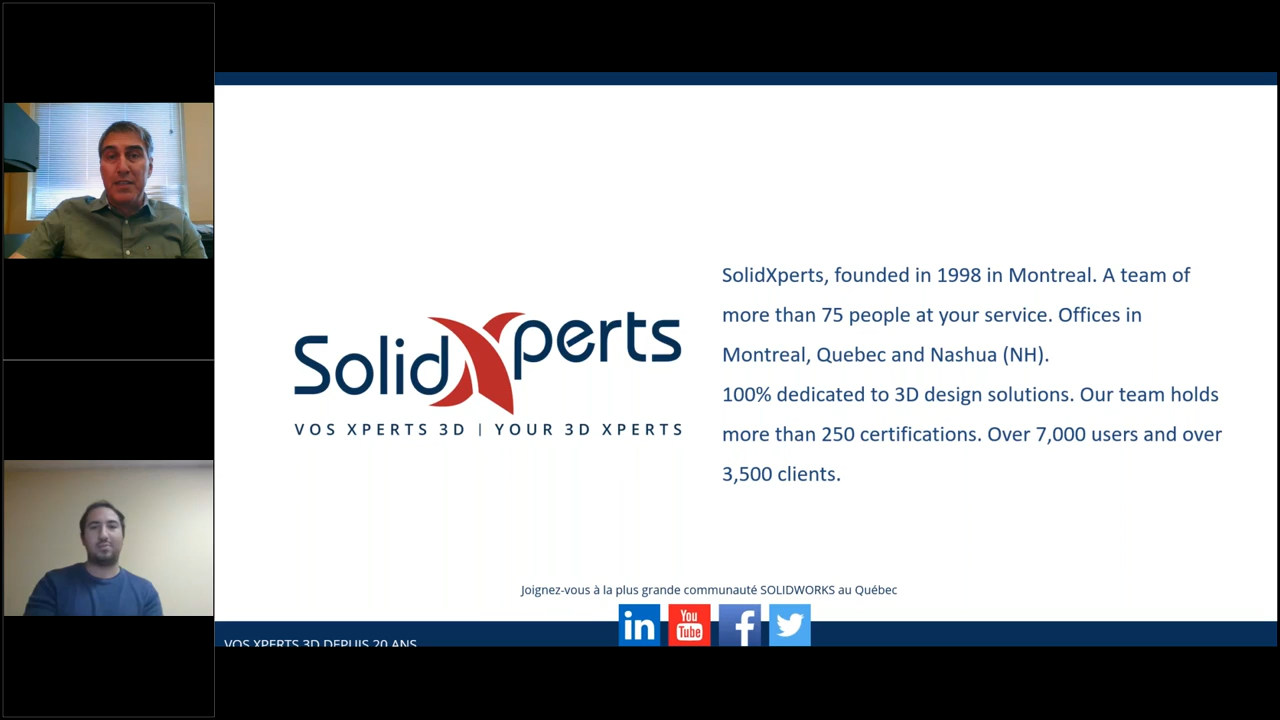 SolidXperts
VOS XPERTS 3D | YOUR 3D XPERTS
SolidXperts, founded in 1998 in Montreal. A team of
more than 75 people at your service. Offices in
Montreal, Quebec and Nashua (NH).
100% dedicated to 3D design solutions. Our team holds
more than 250 certifications. Over 7,000 users and over
3,500 clients.
Joignez-vous à la plus grande communauté SOLIDWORKS au Québec
in
You
Tube
f
VOS XPERTS 3D DEPUIS 20 ANS